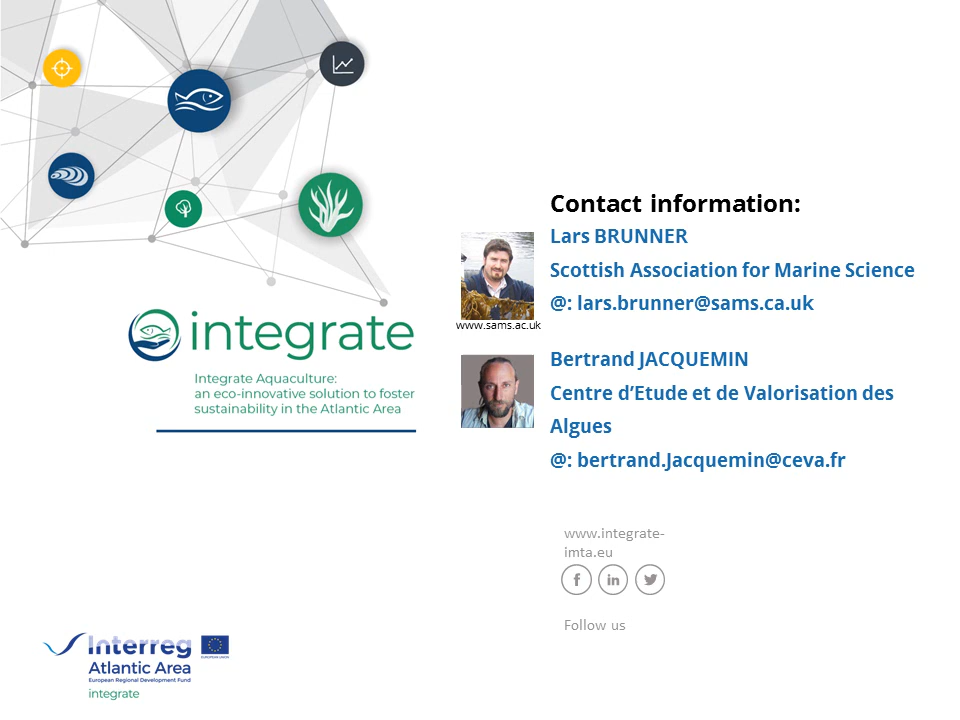 integrate
Integrate Aquaculture:
an eco-innovative solution to foster
sustainability in the Atlantic Area
Contact information:
Lars BRUNNER
Scottish Association for Marine Science
@: lars.brunner@sams.ca.uk
www.sams.ac.uk
Bertrand JACQUEMIN
Centre d’Etude et de Valorisation des
Algues
@: bertrand.Jacquemin@ceva.fr
www.integrate-
imta.eu
f in
Follow us
Interreg
EUROPEAN UNION
Atlantic Area
European Regional Development Fund
integrate